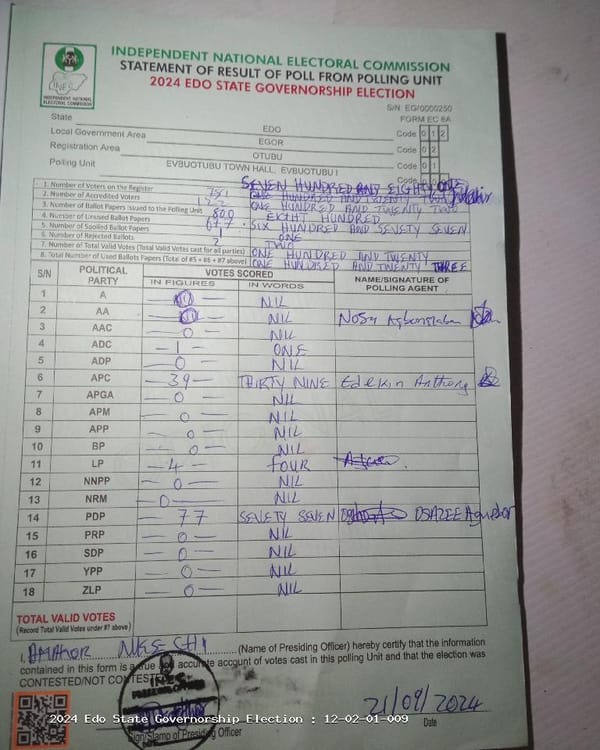 INDEPENDENT NATIONAL ELECTORAL COMMISSION
STATEMENT OF RESULT OF POLL FROM POLLING UNIT
2024 EDO STATE GOVERNORSHIP ELECTION
INEC
INDEPENDENT NATIONAL ELECTORAL COMMISSION
S/N EG/0000250
FORM EC 8A
State EDO Code 0 1 2
Local Government Area EGOR Code 0 2
Registration Area OTUBU Code 0 1
Polling Unit EVBUOTUBU TOWN HALL, EVBUOTUBU I Code
1. Number of Voters on the Register 781 SEVEN HUNDRED AND EIGHTY ONE
2. Number of Accredited Voters 122 ONE HUNDRED AND TWENTY TWO
3. Number of Ballot Papers Issued to the Polling Unit 800 EIGHT HUNDRED
4. Number of Unused Ballot Papers 677 SIX HUNDRED AND SEVETY SEVEN
5. Number of Spoiled Ballot Papers ONE
6. Number of Rejected Ballots 2 TWO
7. Number of Total Valid Votes (Total Valid Votes cast for all parties) ONE HUNDRED AND TWENTY
8. Total Number of Used Ballots Papers (Total of #5 + #6 + #7 above) ONE HUNDRED AND TWENTY THREE
S/N POLITICAL PARTY VOTES SCORED NAME/SIGNATURE OF POLLING AGENT
IN FIGURES IN WORDS
1 A 0 NIL
2 AA 0 NIL Nosa
3 AAC — 0 — NIL
4 ADC — 1 — ONE
5 ADP — 0 — NIL
6 APC — 39 — THIRTY NINE Edekin Anthony
7 APGA — 0 — NIL
8 APM — 0 — NIL
9 APP — 0 — NIL
10 BP — 0 — NIL
11 LP — 4 — FOUR
12 NNPP — 0 — NIL
13 NRM — 0 — NIL
14 PDP — 77 SEVETY SEVEN OSAZEE
15 PRP — 0 — NIL
16 SDP — 0 — NIL
17 YPP — 0 — NIL
18 ZLP — 0 — NIL
TOTAL VALID VOTES
(Record Total Valid Votes under #7 above)
I, AMAHOR NKECHI (Name of Presiding Officer) hereby certify that the information
contained in this form is a true and accurate account of votes cast in this polling Unit and that the election was
CONTESTED/NOT CONTESTED
21/09/2024
2024 Edo State Governorship Election : 12-02-01-009
Sign/Stamp of Presiding Officer Date